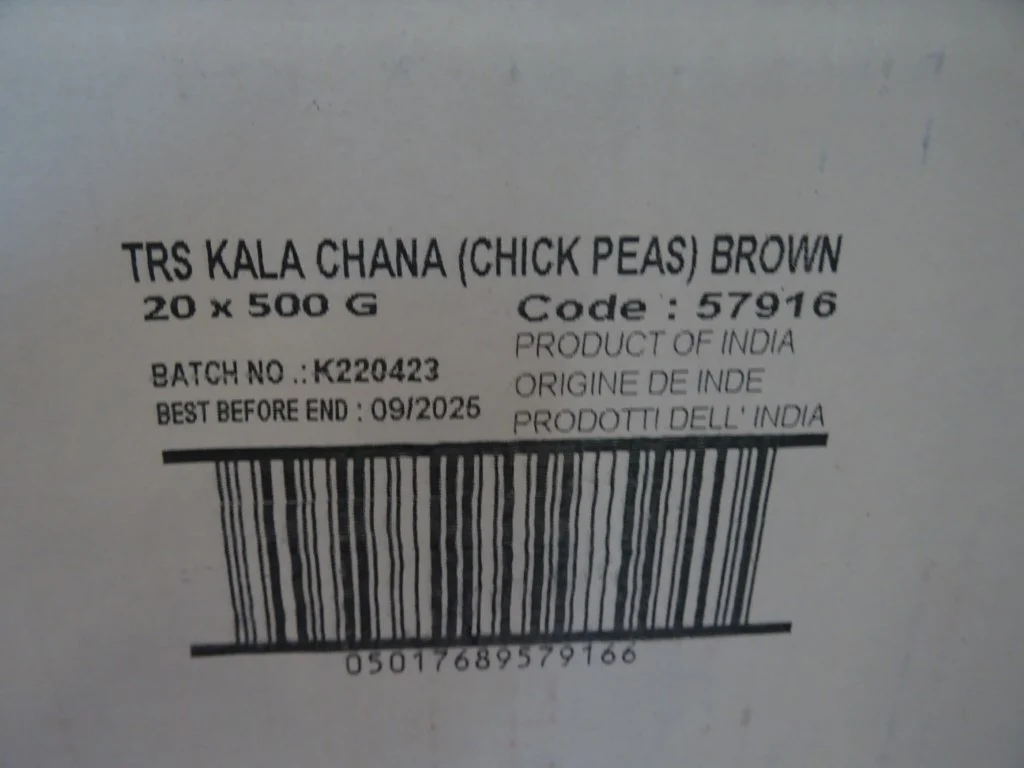 TRS KALA CHANA (CHICK PEAS) BROWN
20 x 500 G
Code : 57916
PRODUCT OF INDIA
BATCH NO .: K220423
ORIGINE DE INDE
BEST BEFORE END : 09/2025
PRODOTTI DELL' INDIA
05017689579166